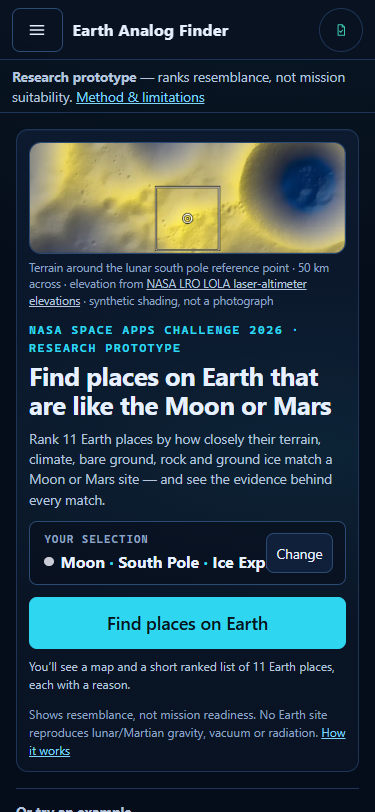 Earth Analog Finder
Research prototype — ranks resemblance, not mission
suitability. Method & limitations
Terrain around the lunar south pole reference point · 50 km
across · elevation from NASA LRO LOLA laser-altimeter
elevations · synthetic shading, not a photograph
NASA SPACE APPS CHALLENGE 2026 ·
RESEARCH PROTOTYPE
Find places on Earth that
are like the Moon or Mars
Rank 11 Earth places by how closely their terrain,
climate, bare ground, rock and ground ice match a
Moon or Mars site — and see the evidence behind
every match.
YOUR SELECTION
Moon · South Pole · Ice Exp
Change
Find places on Earth
You'll see a map and a short ranked list of 11 Earth places,
each with a reason.
Shows resemblance, not mission readiness. No Earth site
reproduces lunar/Martian gravity, vacuum or radiation. How
it works
Or try an example